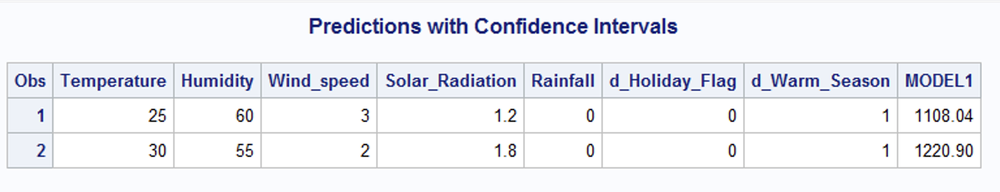 Predictions with Confidence Intervals
Obs Temperature Humidity Wind_speed Solar_Radiation Rainfall d_Holiday_Flag d_Warm_Season MODEL1
1 25 60 3 1.2 0 0 1 1108.04
2 30 55 2 1.8 0 0 1 1220.90